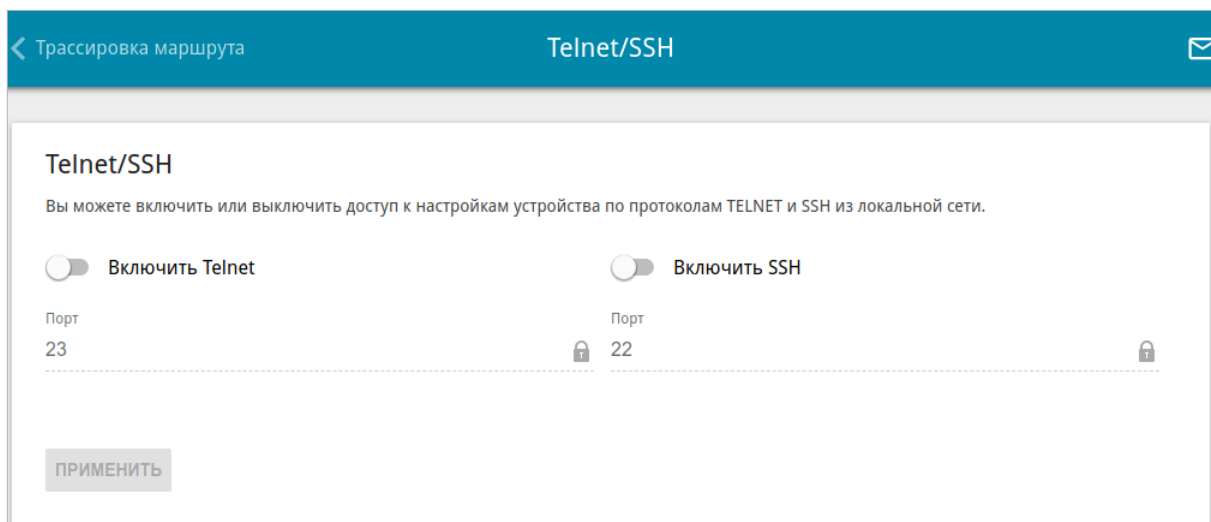 Трассировка маршрута
Telnet/SSH
Telnet/SSH
Вы можете включить или выключить доступ к настройкам устройства по протоколам TELNET и SSH из локальной сети.
Включить Telnet
Включить SSH
Порт
Порт
23
22
ПРИМЕНИТЬ